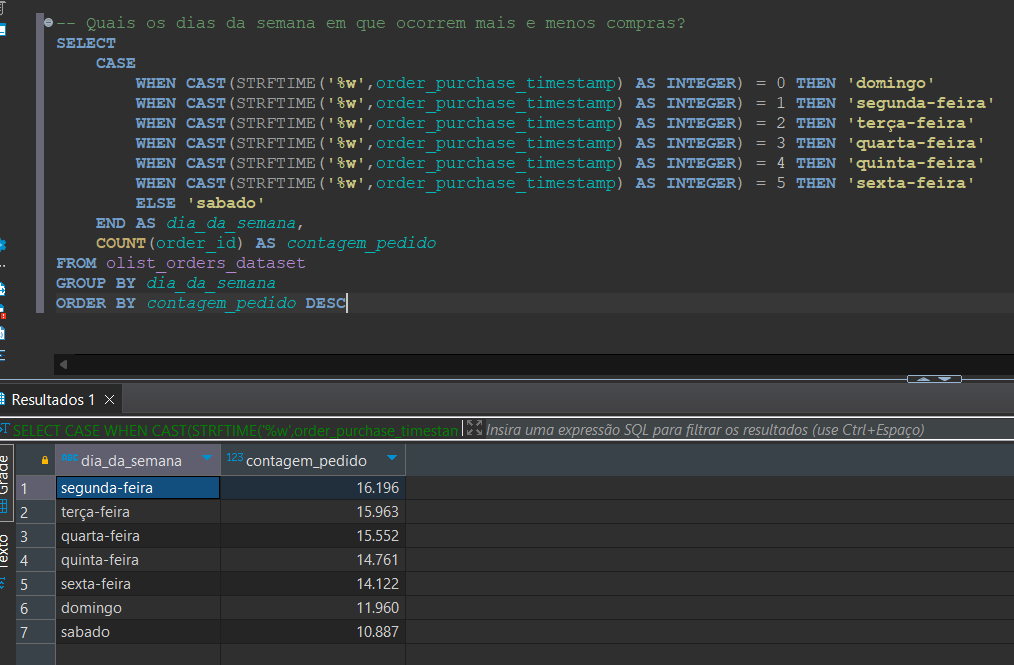 -- Quais os dias da semana em que ocorrem mais e menos compras?
SELECT
CASE
WHEN CAST(STRFTIME('%w',order_purchase_timestamp) AS INTEGER) = 0 THEN 'domingo'
WHEN CAST(STRFTIME('%w',order_purchase_timestamp) AS INTEGER) = 1 THEN 'segunda-feira'
WHEN CAST(STRFTIME('%w',order_purchase_timestamp) AS INTEGER) = 2 THEN 'terça-feira'
WHEN CAST(STRFTIME('%w',order_purchase_timestamp) AS INTEGER) = 3 THEN 'quarta-feira'
WHEN CAST(STRFTIME('%w',order_purchase_timestamp) AS INTEGER) = 4 THEN 'quinta-feira'
WHEN CAST(STRFTIME('%w',order_purchase_timestamp) AS INTEGER) = 5 THEN 'sexta-feira'
ELSE 'sabado'
END AS dia_da_semana,
COUNT(order_id) AS contagem_pedido
FROM olist_orders_dataset
GROUP BY dia_da_semana
ORDER BY contagem_pedido DESC
Resultados 1
SELECT CASE WHEN CAST(STRFTIME('%w',order_purchase_timestam Insira uma expressão SQL para filtrar os resultados (use Ctrl+Espaço)
Grade
Texto
ABC dia_da_semana 123 contagem_pedido
1 segunda-feira 16.196
2 terça-feira 15.963
3 quarta-feira 15.552
4 quinta-feira 14.761
5 sexta-feira 14.122
6 domingo 11.960
7 sabado 10.887